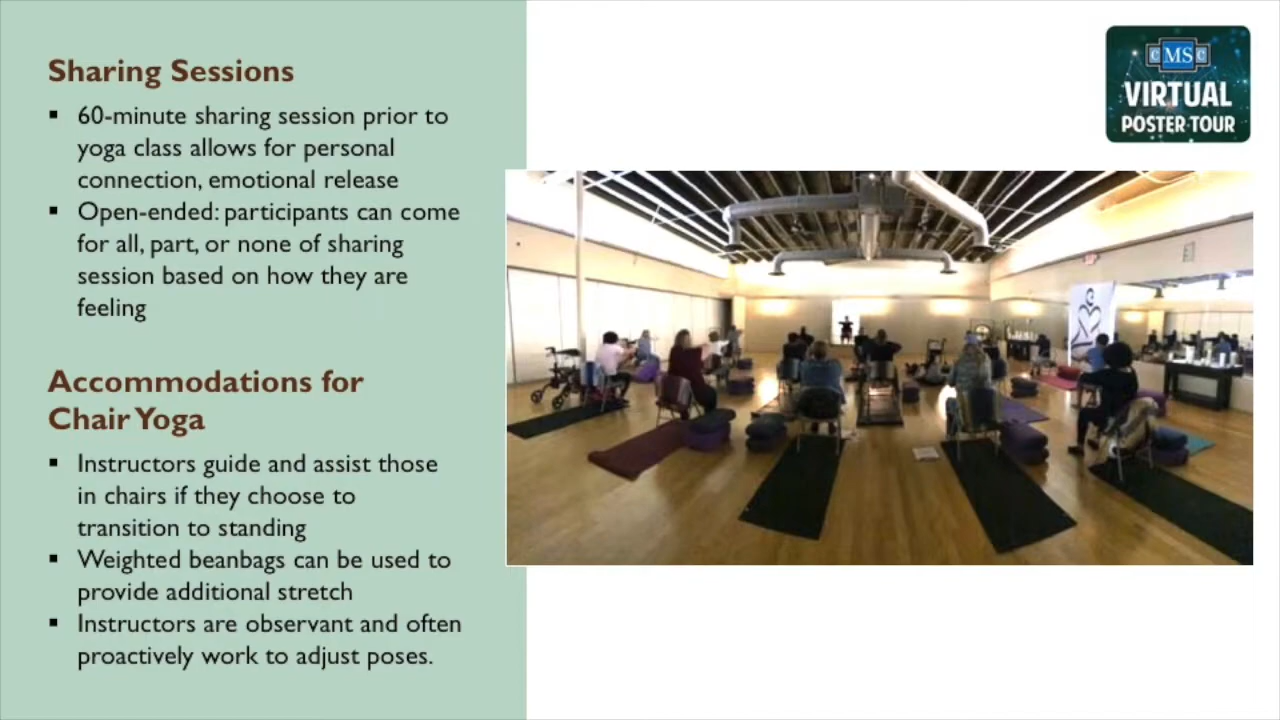 Sharing Sessions
▪ 60-minute sharing session prior to
yoga class allows for personal
connection, emotional release
▪ Open-ended: participants can come
for all, part, or none of sharing
session based on how they are
feeling
Accommodations for
Chair Yoga
▪ Instructors guide and assist those
in chairs if they choose to
transition to standing
▪ Weighted beanbags can be used to
provide additional stretch
▪ Instructors are observant and often
proactively work to adjust poses.
CMSC
VIRTUAL
POSTER TOUR